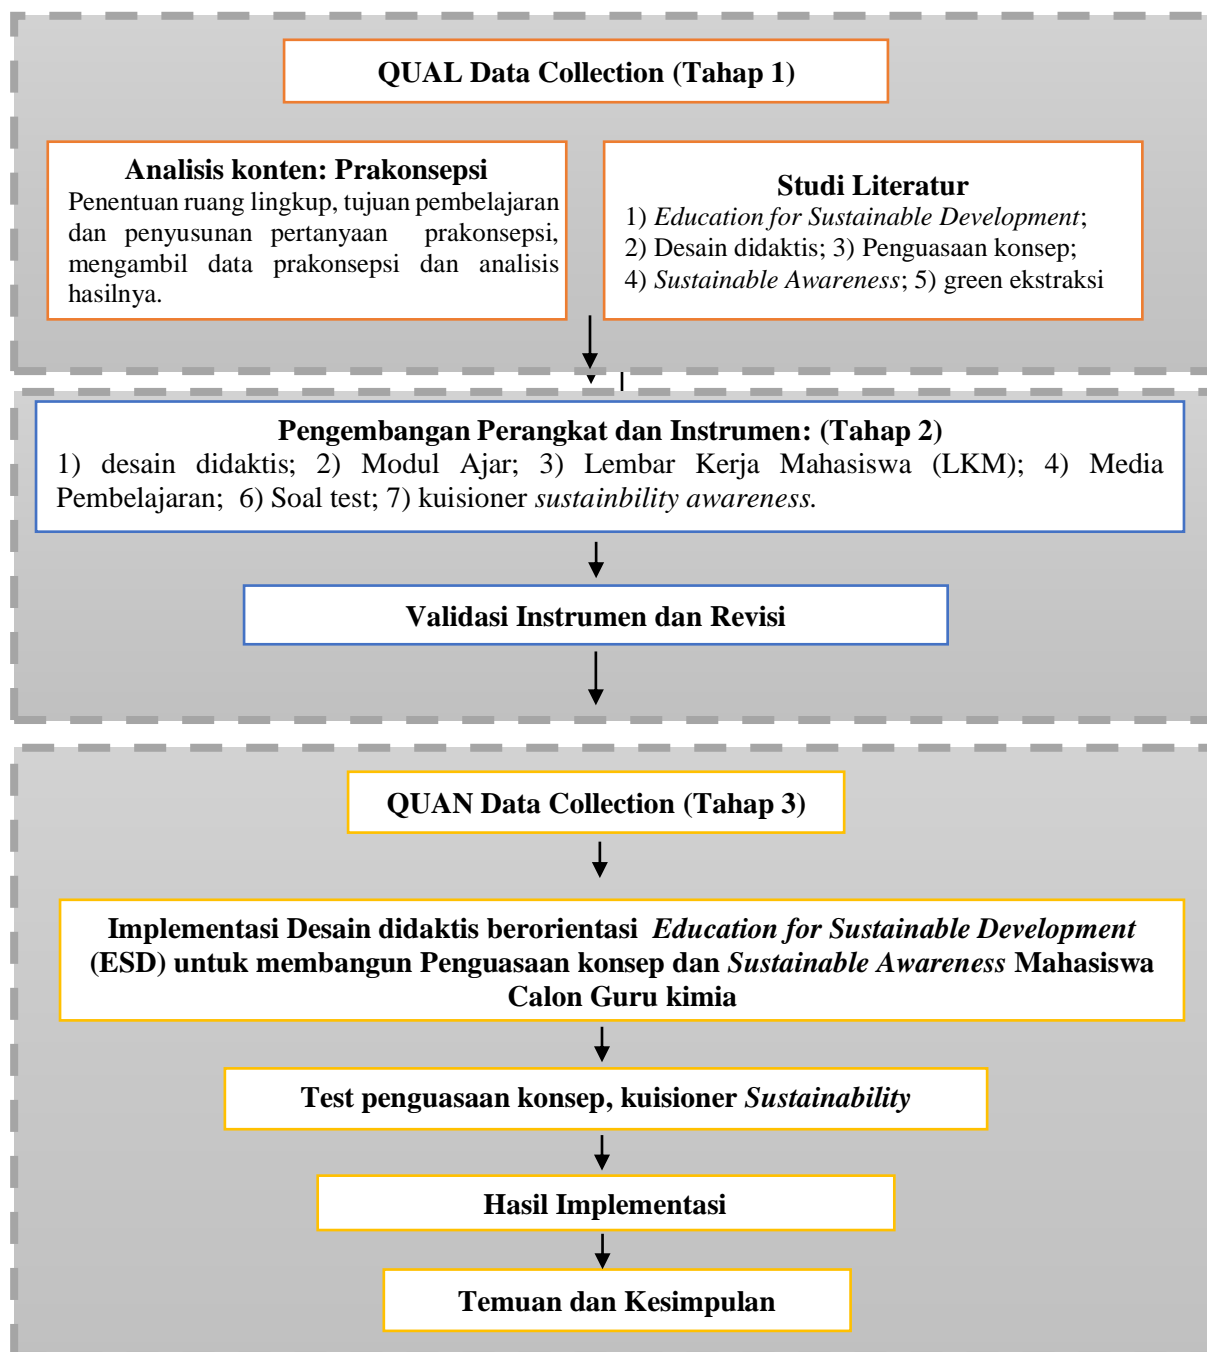 QUAL Data Collection (Tahap 1)
Analisis konten: Prakonsepsi
Penentuan ruang lingkup, tujuan pembelajaran
dan penyusunan pertanyaan prakonsepsi,
mengambil data prakonsepsi dan analisis
hasilnya.
Studi Literatur
1) Education for Sustainable Development;
2) Desain didaktis; 3) Penguasaan konsep;
4) Sustainable Awareness; 5) green ekstraksi
Pengembangan Perangkat dan Instrumen: (Tahap 2)
1) desain didaktis; 2) Modul Ajar; 3) Lembar Kerja Mahasiswa (LKM); 4) Media
Pembelajaran; 6) Soal test; 7) kuisioner sustainbility awareness.
Validasi Instrumen dan Revisi
QUAN Data Collection (Tahap 3)
Implementasi Desain didaktis berorientasi Education for Sustainable Development
(ESD) untuk membangun Penguasaan konsep dan Sustainable Awareness Mahasiswa
Calon Guru kimia
Test penguasaan konsep, kuisioner Sustainability
Hasil Implementasi
Temuan dan Kesimpulan